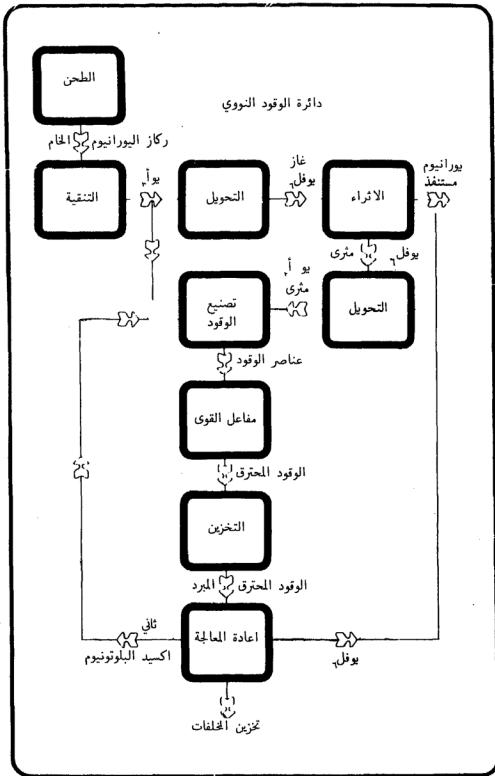 الطحن
دائرة الوقود النووي
ركاز اليورانيوم الخام
التنقية
يوأ٢
التحويل
غاز
يوفل٦
الاثراء
يورانيوم
مستنفذ
يوفل٦ مثرى
التحويل
يو أ٢
مثرى
تصنيع
الوقود
عناصر الوقود
مفاعل القوى
الوقود المحترق
التخزين
الوقود المحترق المبرد
اعادة المعالجة
ثاني
اكسيد البلوتونيوم
يوفل٦
تخزين المخلفات